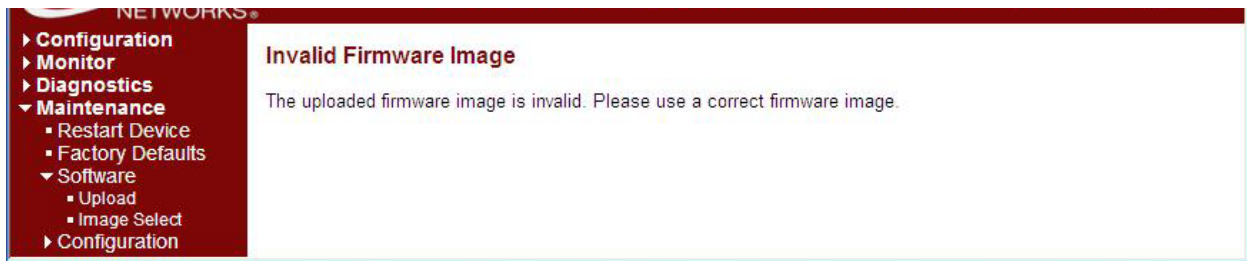 NETWORKS®
Configuration
Monitor
Diagnostics
Maintenance
Restart Device
Factory Defaults
Software
Upload
Image Select
Configuration
Invalid Firmware Image
The uploaded firmware image is invalid. Please use a correct firmware image.